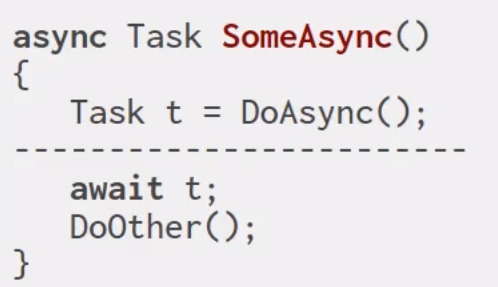 async Task SomeAsync()
{
    Task t = DoAsync();
------------------------
    await t;
    DoOther();
}